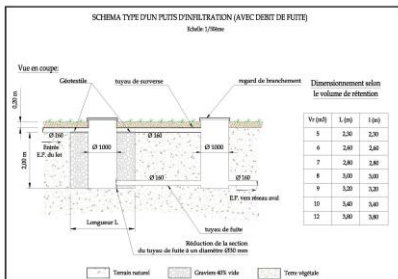 SCHEMA TYPE D'UN PUITS D'INFILTRATION (AVEC DEBIT DE FUITE)
Echelle 1/50ème
Vue en coupe:
Géotextile
tuyau de surverse
regard de branchement
Dimensionnement selon
le volume de rétention
0,20 m
Vr (m3) L (m) l (m)
5 2,30 2,30
6 2,60 2,60
7 2,80 2,80
8 3,00 3,00
9 3,20 3,20
10 3,40 3,40
12 3,80 3,80
Ø 160
Ø 160
Entrée
E.P. du lot
Ø 1000
Ø 1000
2,00 m
Ø 160
Ø 160
E.P. vers réseau aval
Longueur L
tuyau de fuite
Réduction de la section
du tuyau de fuite à un diamètre Ø30 mm
Terrain naturel
Graviers 40% vide
Terre végétale